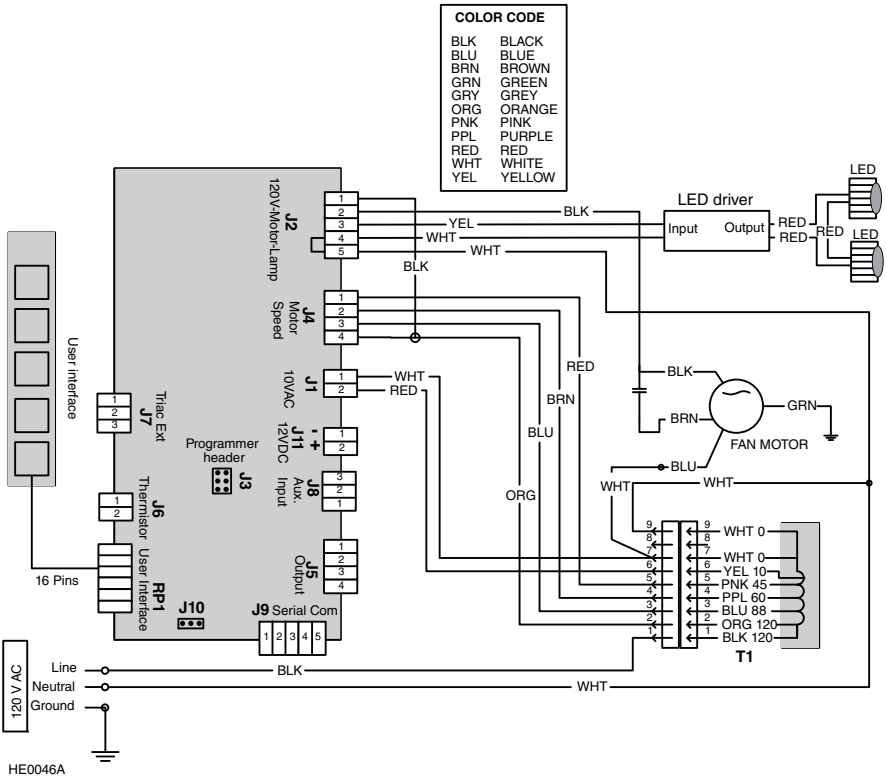 COLOR CODE
BLK BLACK
BLU BLUE
BRN BROWN
GRN GREEN
GRY GREY
ORG ORANGE
PNK PINK
PPL PURPLE
RED RED
WHT WHITE
YEL YELLOW
120V-Motor-Lamp
J2
1
2
3
4
5
BLK
YEL
WHT
WHT
BLK
LED driver
Input
Output
RED
RED
RED
LED
LED
Motor Speed
J4
1
2
3
4
RED
BRN
BLU
ORG
10VAC
J1
1
2
WHT
RED
12VDC
J11
- +
1
2
Aux. Input
J8
3
2
1
Output
J5
1
2
3
4
J9 Serial Com
1 2 3 4 5
J10
Programmer
header
J3
User interface
Triac Ext
J7
1
2
3
Thermistor
J6
1
2
User Interface
RP1
16 Pins
BLK
BRN
BLU
GRN
FAN MOTOR
WHT
WHT
9
8
7
6
5
4
3
2
1
9 WHT 0
8
7 WHT 0
6 YEL 10
5 PNK 45
4 PPL 60
3 BLU 88
2 ORG 120
1 BLK 120
T1
120 V AC
Line
Neutral
Ground
BLK
WHT
HE0046A